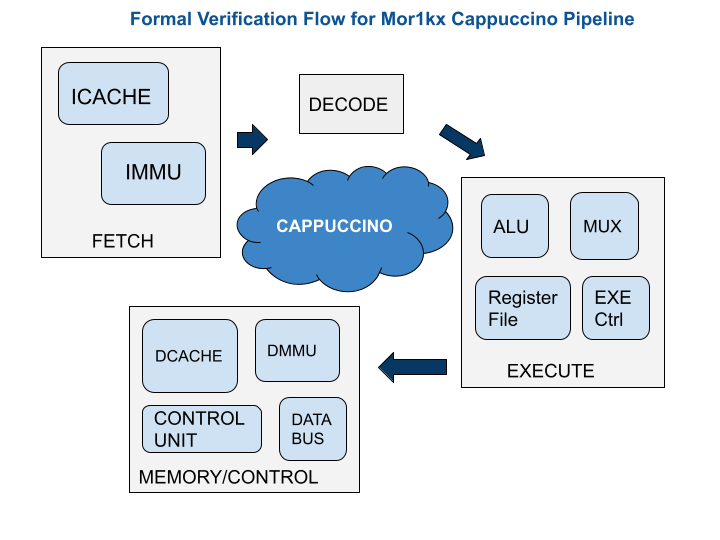 Formal Verification Flow for Mor1kx Cappuccino Pipeline
ICACHE
IMMU
FETCH
DECODE
CAPPUCCINO
ALU
MUX
Register
File
EXE
Ctrl
EXECUTE
DCACHE
DMMU
CONTROL
UNIT
DATA
BUS
MEMORY/CONTROL